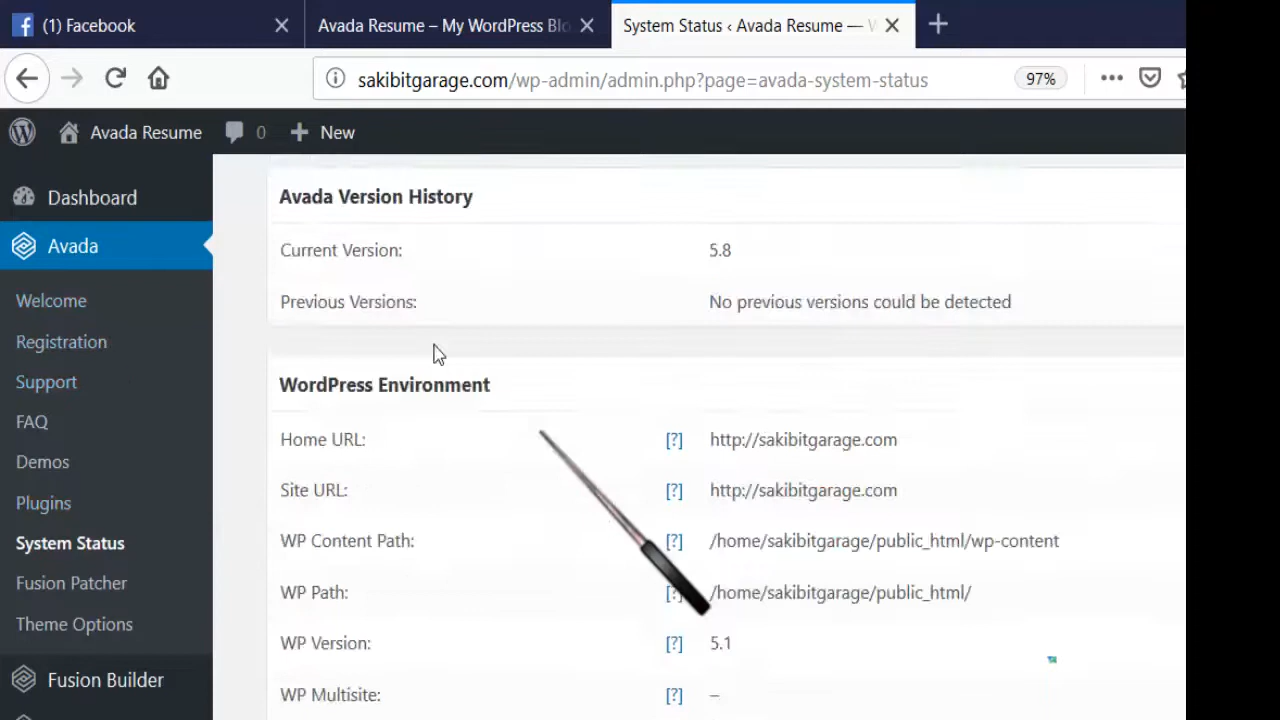 (1) Facebook
Avada Resume – My WordPress Blo
System Status ‹ Avada Resume — W
sakibitgarage.com/wp-admin/admin.php?page=avada-system-status
97%
Avada Resume
0
New
Dashboard
Avada
Welcome
Registration
Support
FAQ
Demos
Plugins
System Status
Fusion Patcher
Theme Options
Fusion Builder
Avada Version History
Current Version: 5.8
Previous Versions: No previous versions could be detected
WordPress Environment
Home URL: [?] http://sakibitgarage.com
Site URL: [?] http://sakibitgarage.com
WP Content Path: [?] /home/sakibitgarage/public_html/wp-content
WP Path: [?] /home/sakibitgarage/public_html/
WP Version: [?] 5.1
WP Multisite: [?] –